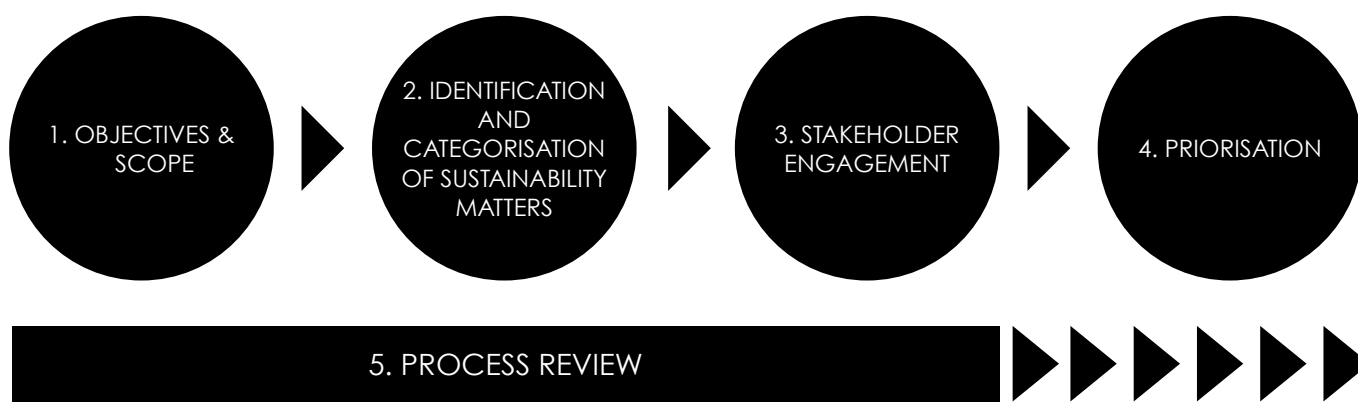 1. OBJECTIVES &
SCOPE
2. IDENTIFICATION
AND
CATEGORISATION
OF SUSTAINABILITY
MATTERS
3. STAKEHOLDER
ENGAGEMENT
4. PRIORISATION
5. PROCESS REVIEW